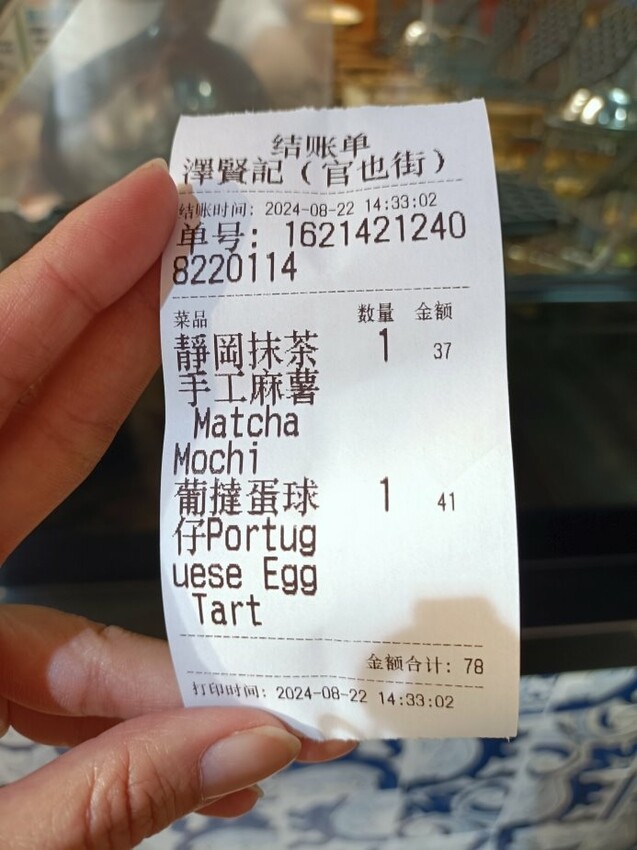 结账单
澤賢記（官也街）
结账时间: 2024-08-22 14:33:02
单号: 1621421240
8220114
菜品 数量 金额
靜岡抹茶 1 37
手工麻薯
Matcha
Mochi
葡撻蛋球 1 41
仔Portug
uese Egg
Tart
金额合计: 78
打印时间: 2024-08-22 14:33:02